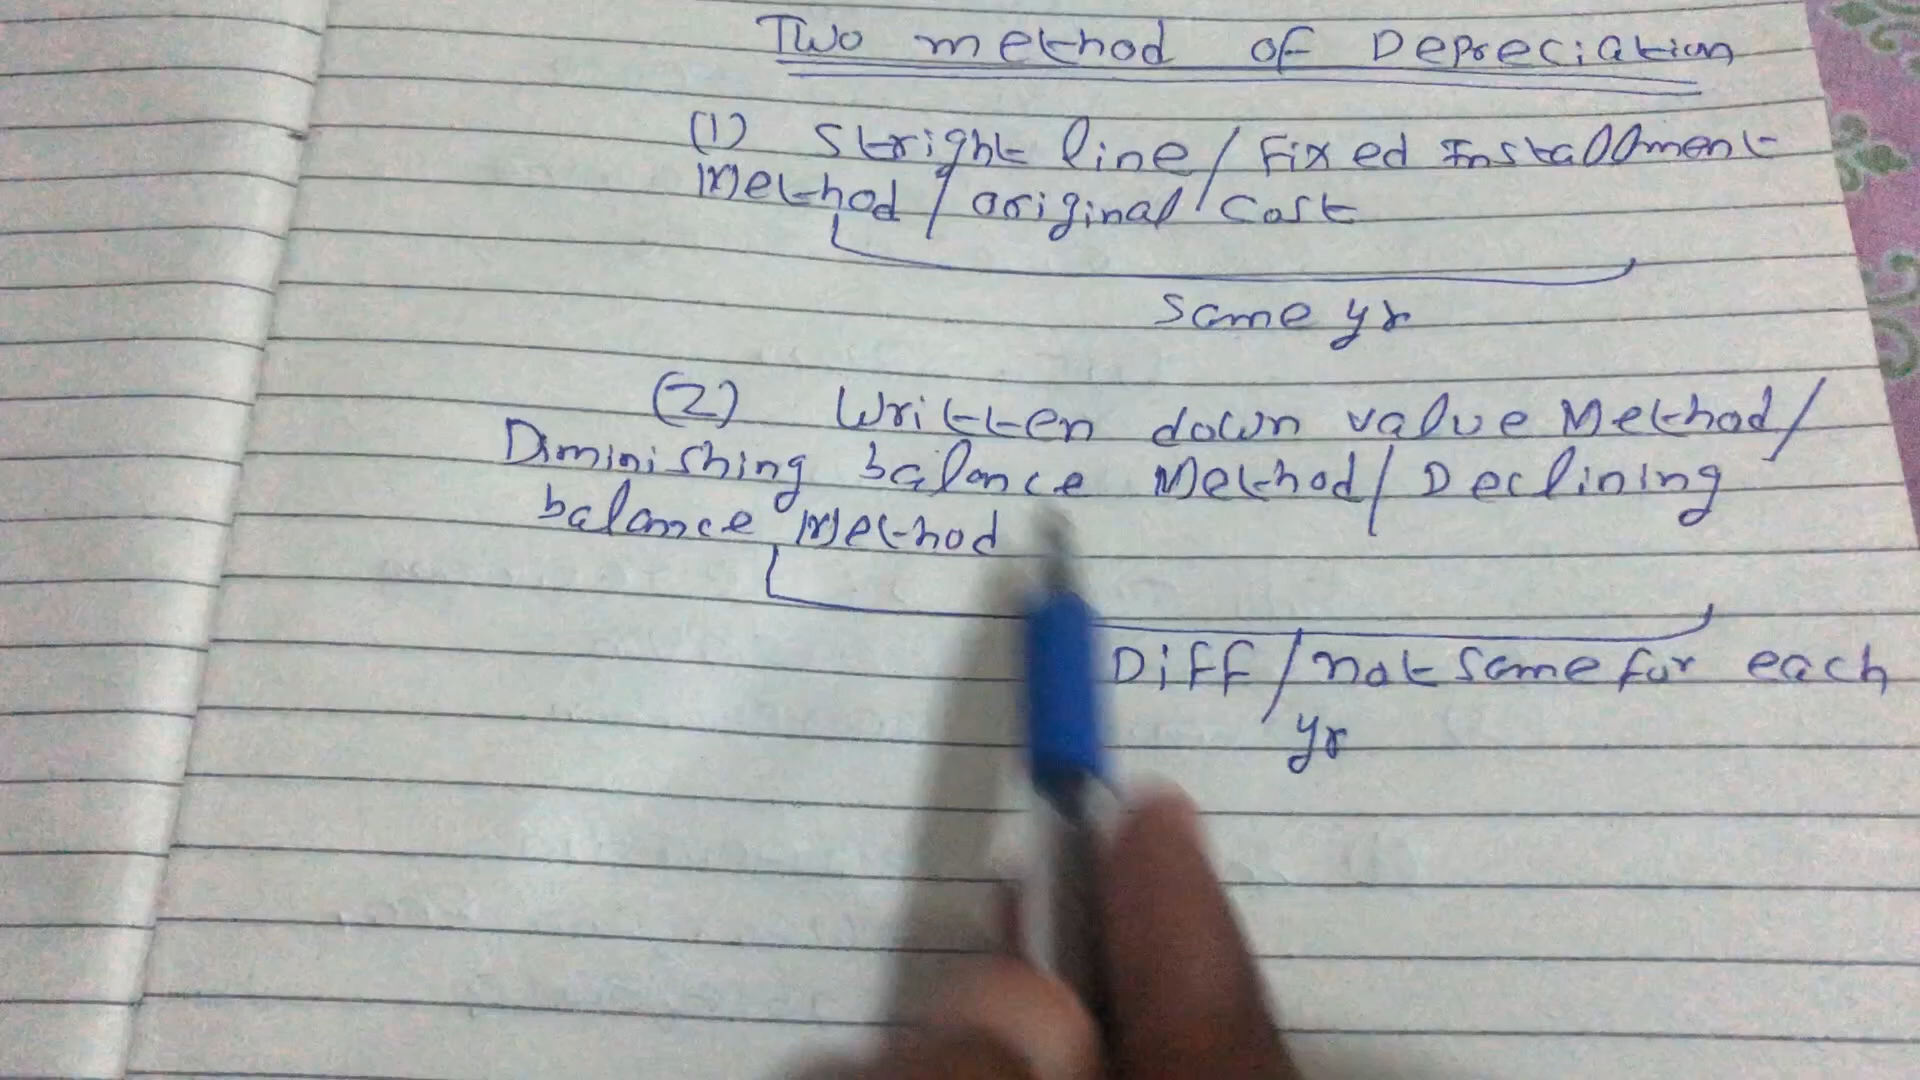 Two method of Depreciation
(1) Stright line / Fixed Installment
Method / original Cost
Same yr
(2) Written down value Method /
Diminishing balance Method / Declining
balance Method
Diff / not same for each
yr